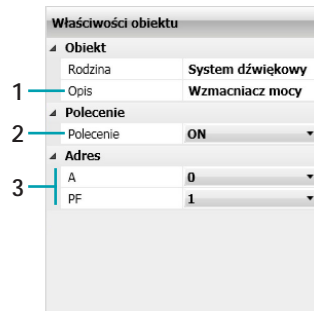 Właściwości obiektu
Obiekt
Rodzina System dźwiękowy
1 Opis Wzmacniacz mocy
Polecenie
2 Polecenie ON
Adres
3
A 0
PF 1